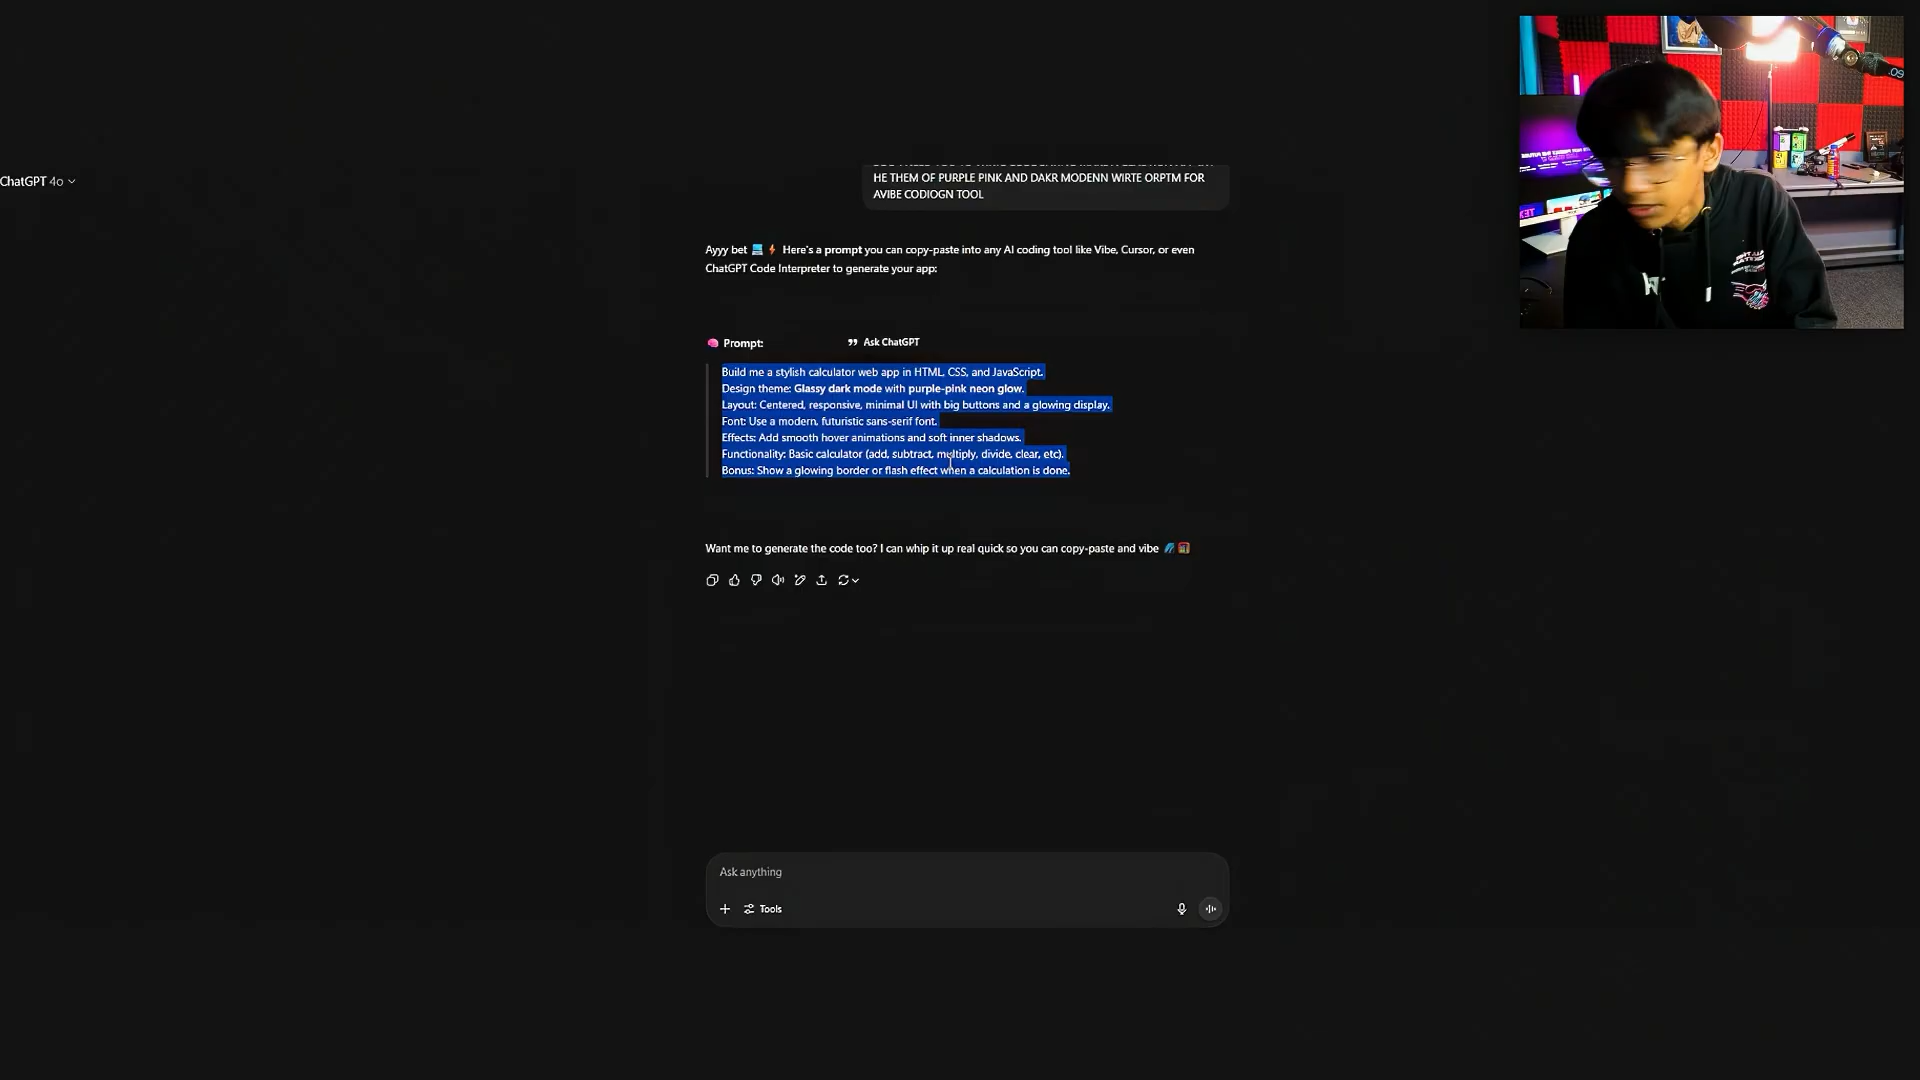 HE THEM OF PURPLE PINK AND DAKR MODENN WIRTE ORPTM FOR
AVIBE CODIOGN TOOL
ChatGPT 4o
Ayyy bet 💻⚡ Here's a prompt you can copy-paste into any AI coding tool like Vibe, Cursor, or even
ChatGPT Code Interpreter to generate your app:
🧠 Prompt:
Ask ChatGPT
Build me a stylish calculator web app in HTML, CSS, and JavaScript.
Design theme: Glassy dark mode with purple-pink neon glow.
Layout: Centered, responsive, minimal UI with big buttons and a glowing display.
Font: Use a modern, futuristic sans-serif font.
Effects: Add smooth hover animations and soft inner shadows.
Functionality: Basic calculator (add, subtract, multiply, divide, clear, etc).
Bonus: Show a glowing border or flash effect when a calculation is done.
Want me to generate the code too? I can whip it up real quick so you can copy-paste and vibe
Ask anything
Tools